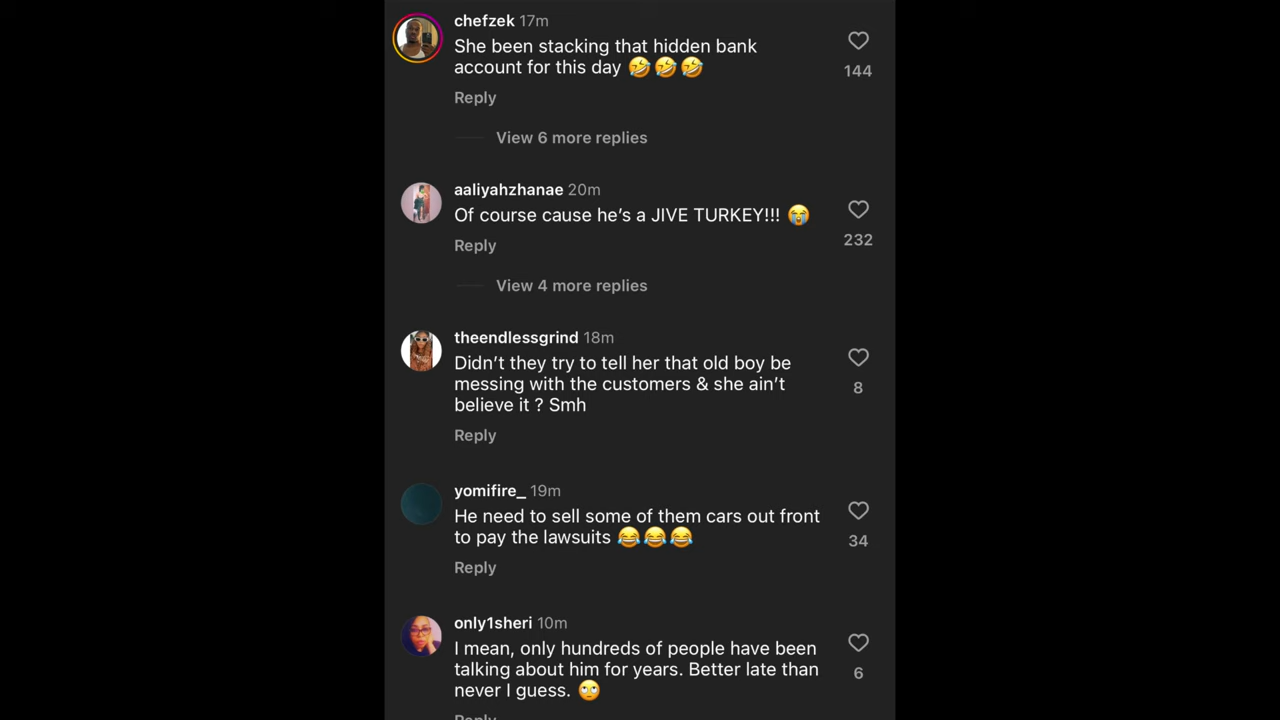 chefzek 17m
She been stacking that hidden bank
account for this day 🤣🤣🤣
144
Reply
View 6 more replies
aaliyahzhanae 20m
Of course cause he’s a JIVE TURKEY!!! 😭
232
Reply
View 4 more replies
theendlessgrind 18m
Didn’t they try to tell her that old boy be
messing with the customers & she ain’t
believe it ? Smh
8
Reply
yomifire_ 19m
He need to sell some of them cars out front
to pay the lawsuits 😂😂😂
34
Reply
only1sheri 10m
I mean, only hundreds of people have been
talking about him for years. Better late than
never I guess. 🙄
6
Reply